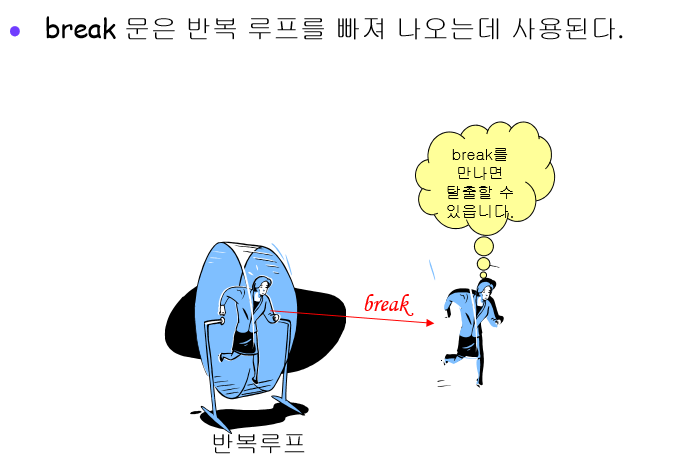 break 문은 반복 루프를 빠져 나오는데 사용된다.
break를
만나면
탈출할 수
있읍니다.
break
반복루프